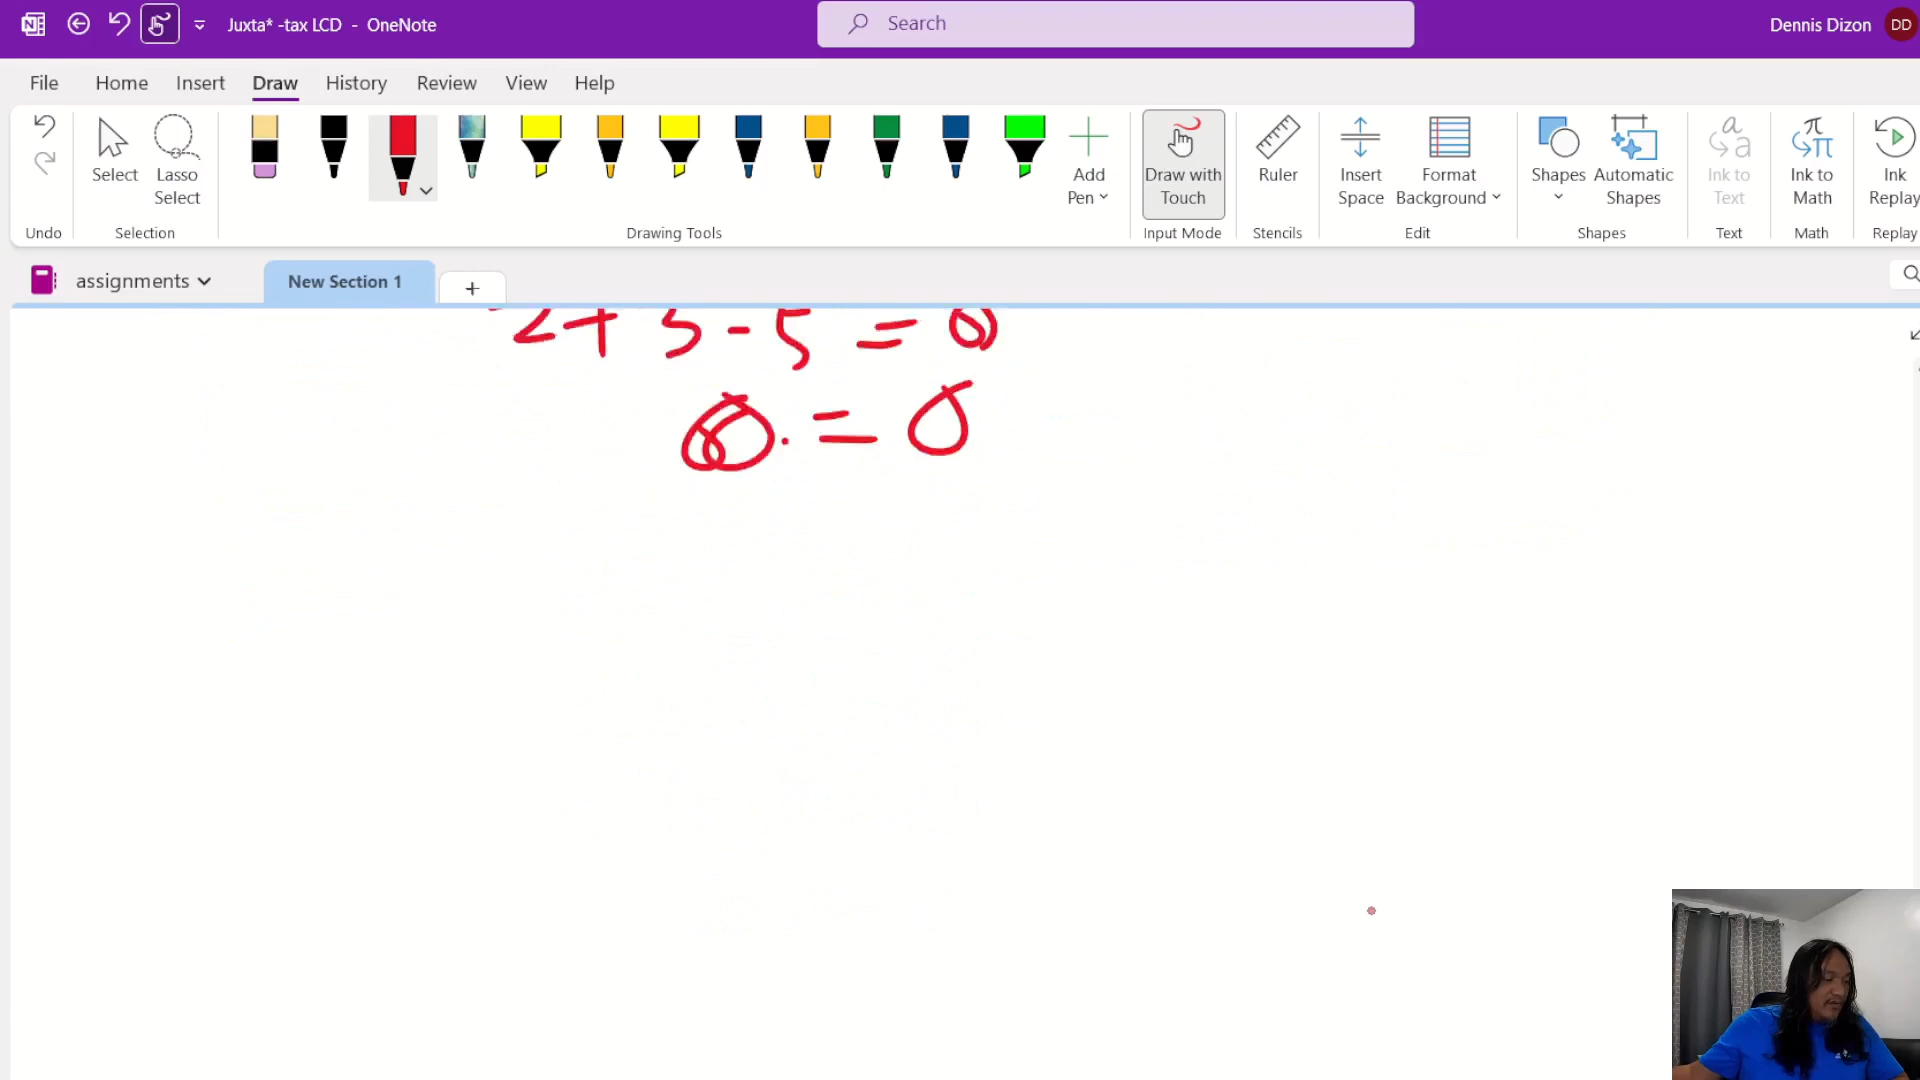 Juxta* -tax LCD - OneNote
Search
Dennis Dizon DD
File Home Insert Draw History Review View Help
Select
Lasso Select
Add Pen
Draw with Touch
Ruler
Insert Space
Format Background
Shapes
Automatic Shapes
Ink to Text
Ink to Math
Ink Replay
Undo Selection Drawing Tools Input Mode Stencils Edit Shapes Text Math Replay
assignments New Section 1 +
2 + 5 - 5 = 0
0 = 0